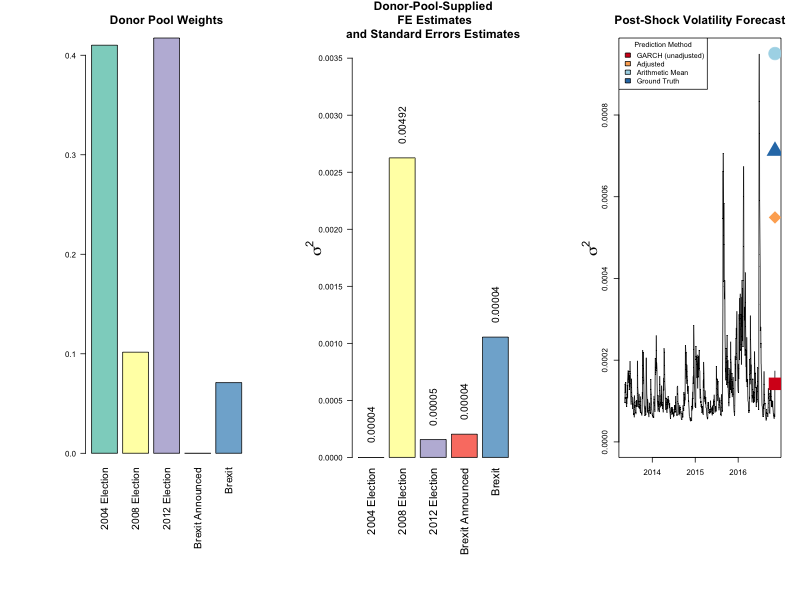 Donor Pool Weights
0.4
0.3
0.2
0.1
0.0
2004 Election
2008 Election
2012 Election
Brexit Announced
Brexit
Donor-Pool-Supplied
FE Estimates
and Standard Errors Estimates
σ²
0.0035
0.0030
0.0025
0.0020
0.0015
0.0010
0.0005
0.0000
0.00004
0.00492
0.00005
0.00004
0.00004
2004 Election
2008 Election
2012 Election
Brexit Announced
Brexit
Post-Shock Volatility Forecast
Prediction Method
GARCH (unadjusted)
Adjusted
Arithmetic Mean
Ground Truth
σ²
0.0008
0.0006
0.0004
0.0002
0.0000
2014
2015
2016